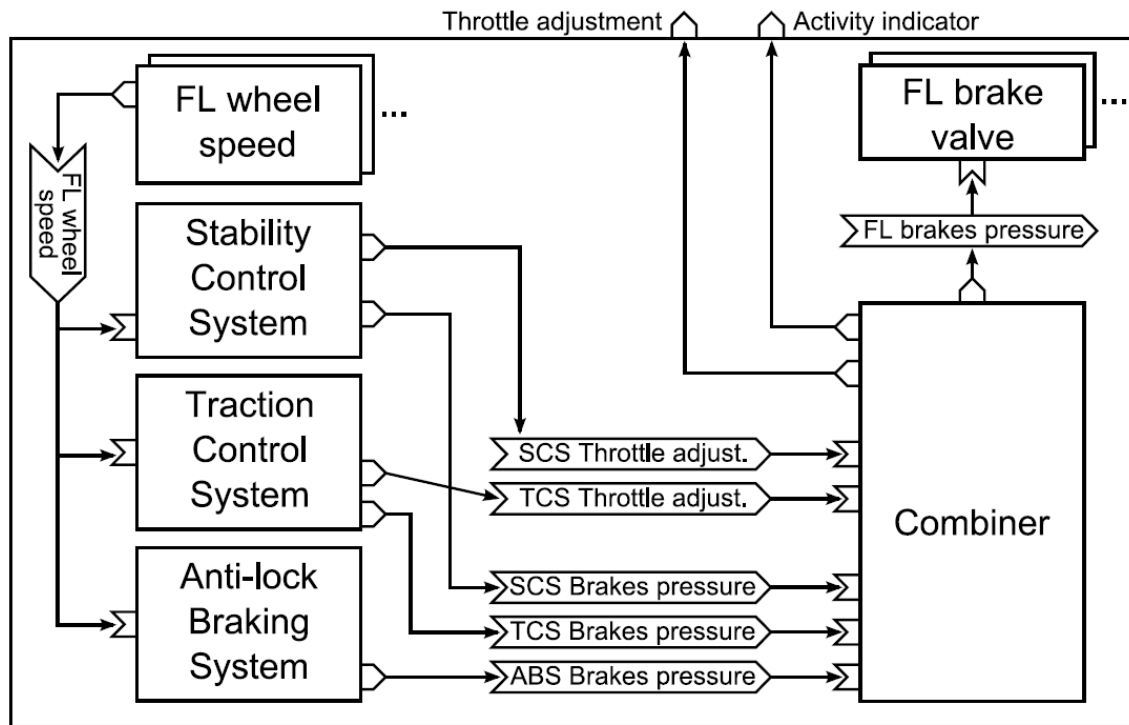 Throttle adjustment
Activity indicator
FL wheel
speed
...
FL brake
valve
...
FL wheel
speed
FL brakes pressure
Stability
Control
System
Traction
Control
System
SCS Throttle adjust.
TCS Throttle adjust.
Combiner
Anti-lock
Braking
System
SCS Brakes pressure
TCS Brakes pressure
ABS Brakes pressure